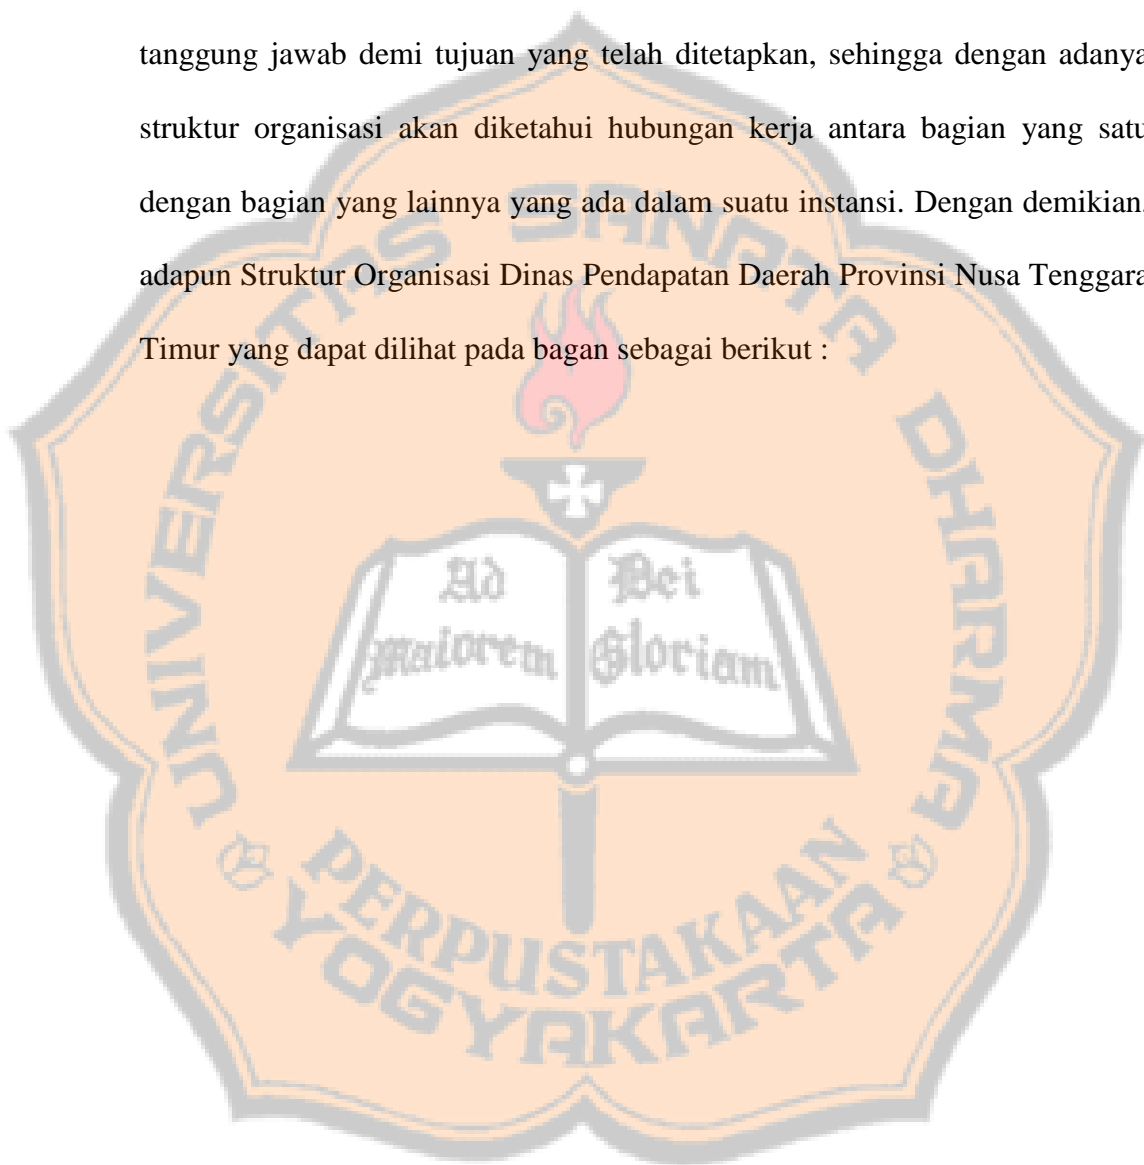 tanggung jawab demi tujuan yang telah ditetapkan, sehingga dengan adanya
struktur organisasi akan diketahui hubungan kerja antara bagian yang satu
dengan bagian yang lainnya yang ada dalam suatu instansi. Dengan demikian,
adapun Struktur Organisasi Dinas Pendapatan Daerah Provinsi Nusa Tenggara
Timur yang dapat dilihat pada bagan sebagai berikut :
UNIVERSITAS SANATA DHARMA
Ad Dei
Maiorem Gloriam
PERPUSTAKAAN
YOGYAKARTA